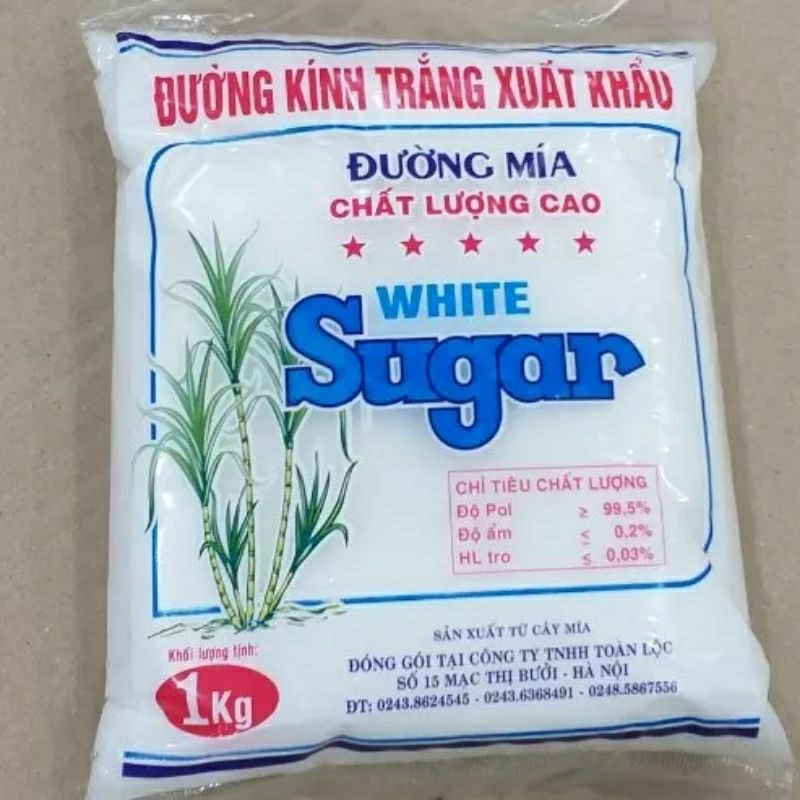 ĐƯỜNG KÍNH TRẮNG XUẤT KHẨU
ĐƯỜNG MÍA
CHẤT LƯỢNG CAO
WHITE
Sugar
CHỈ TIÊU CHẤT LƯỢNG
Độ Pol ≥ 99,5%
Độ ẩm ≤ 0,2%
HL tro ≤ 0,03%
SẢN XUẤT TỪ CÂY MÍA
Khối lượng tịnh:
1Kg
ĐÓNG GÓI TẠI CÔNG TY TNHH TOÀN LỘC
SỐ 15 MẠC THỊ BƯỞI - HÀ NỘI
ĐT: 0243.8624545 - 0243.6368491 - 0248.5867556